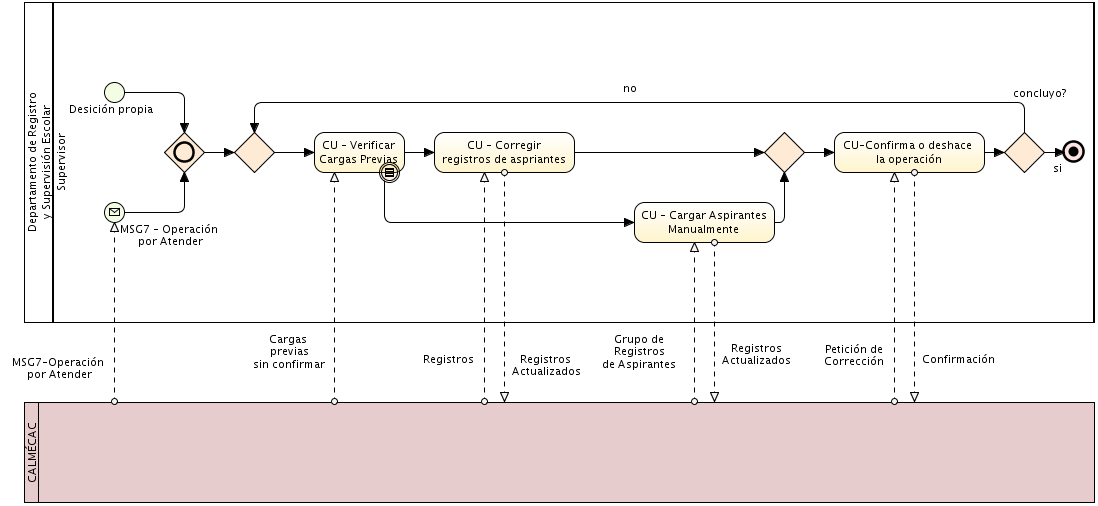 Departamento de Registro
y Supervisión Escolar
Supervisor
Desición propia
MSG7 - Operación
por Atender
no
concluyo?
CU - Verificar
Cargas Previas
CU - Corregir
registros de aspriantes
CU-Confirma o deshace
la operación
si
CU - Cargar Aspirantes
Manualmente
MSG7-Operación
por Atender
Cargas
previas
sin confirmar
Registros
Registros
Actualizados
Grupo de
Registros
de Aspirantes
Registros
Actualizados
Petición de
Corrección
Confirmación
CALMÉCAC